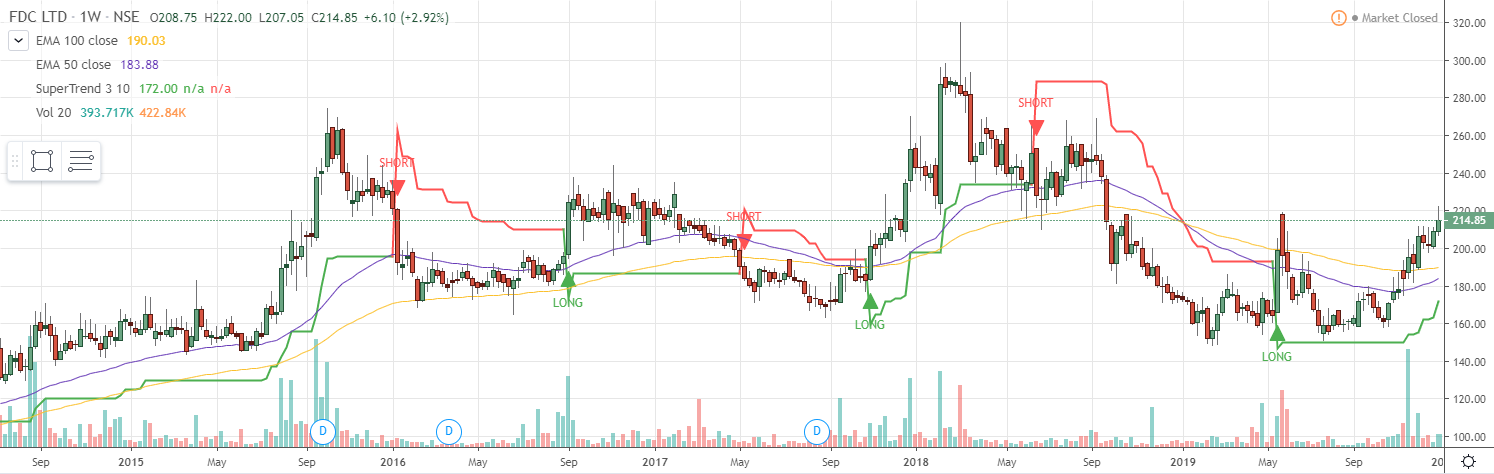 FDC LTD · 1W · NSE O208.75 H222.00 L207.05 C214.85 +6.10 (+2.92%)
Market Closed
EMA 100 close 190.03
EMA 50 close 183.88
SuperTrend 3 10 172.00 n/a n/a
Vol 20 393.717K 422.84K
320.00
300.00
280.00
260.00
240.00
220.00
214.85
200.00
180.00
160.00
140.00
120.00
100.00
SHORT
SHORT
SHORT
LONG
LONG
LONG
D
D
D
Sep 2015 May Sep 2016 May Sep 2017 May Sep 2018 May Sep 2019 May Sep 20